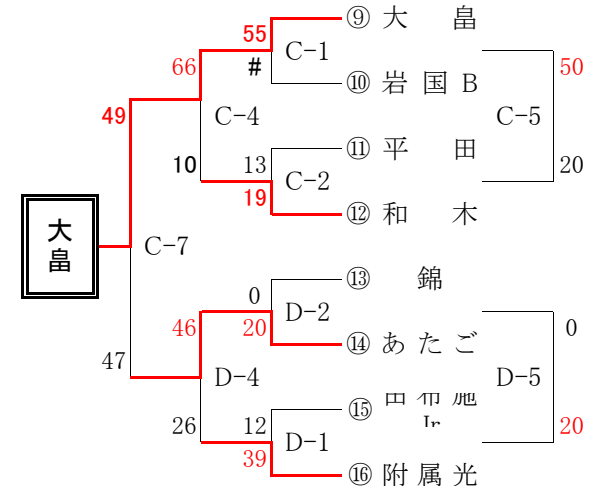 55 ⑨ 大 畠
66 # C-1 50
⑩ 岩 国 B
49 C-4 C-5
⑪ 平 田
10 13 C-2 20
19
⑫ 和 木
大畠
C-7
⑬ 錦
0 D-2 0
46 20
⑭ あ た ご
47 D-4 D-5
⑮
26 12 D-1 20
39
⑯ 附 属 光